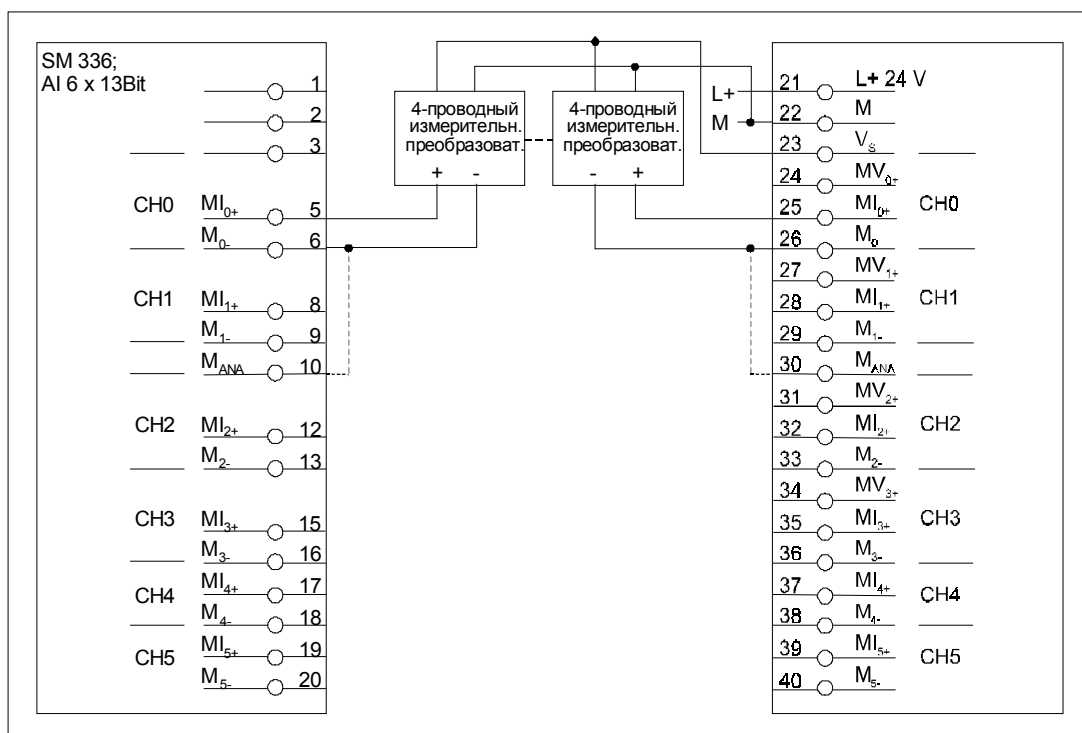 SM 336;
AI 6 x 13Bit
1
2
3
CH0 MI0+ 5
M0- 6
CH1 MI1+ 8
M1- 9
MANA 10
CH2 MI2+ 12
M2- 13
CH3 MI3+ 15
M3- 16
CH4 MI4+ 17
M4- 18
CH5 MI5+ 19
M5- 20
4-проводный
измерительн.
преобразоват.
+ -
4-проводный
измерительн.
преобразоват.
- +
L+
M
21 L+ 24 V
22 M
23 Vs
24 MV0+
25 MI0+ CH0
26 M0
27 MV1+
28 MI1+ CH1
29 M1-
30 MANA
31 MV2+
32 MI2+ CH2
33 M2-
34 MV3+
35 MI3+ CH3
36 M3-
37 MI4+ CH4
38 M4-
39 MI5+ CH5
40 M5-